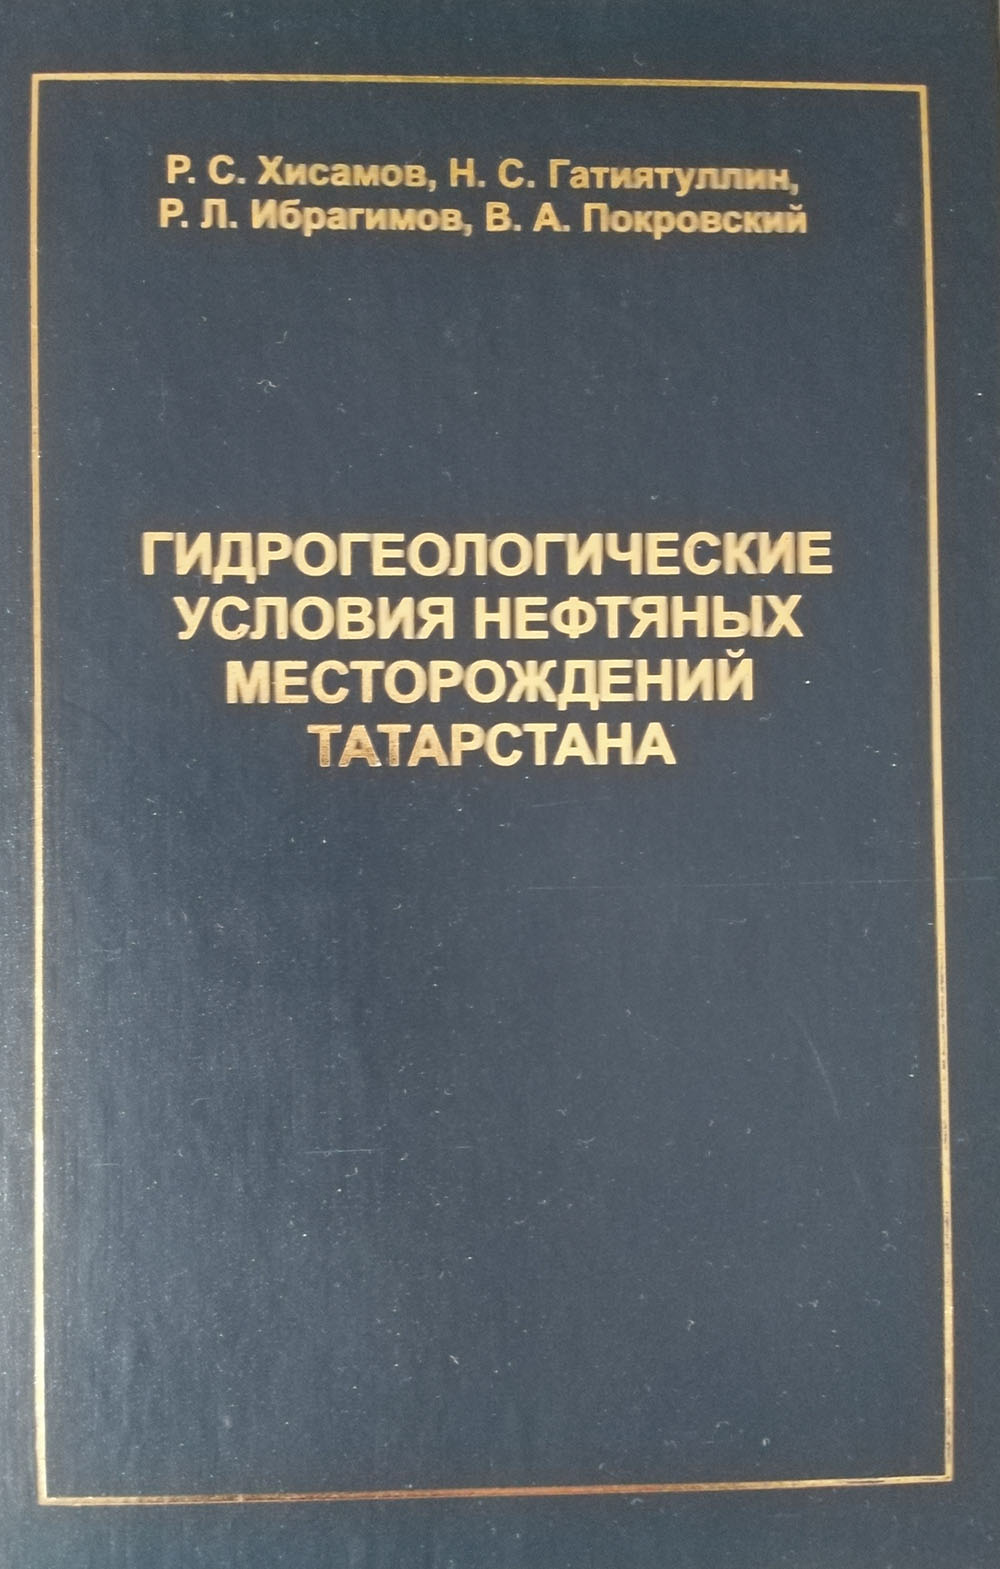 Р. С. Хисамов, Н. С. Гатиятуллин,
Р. Л. Ибрагимов, В. А. Покровский
ГИДРОГЕОЛОГИЧЕСКИЕ
УСЛОВИЯ НЕФТЯНЫХ
МЕСТОРОЖДЕНИЙ
ТАТАРСТАНА